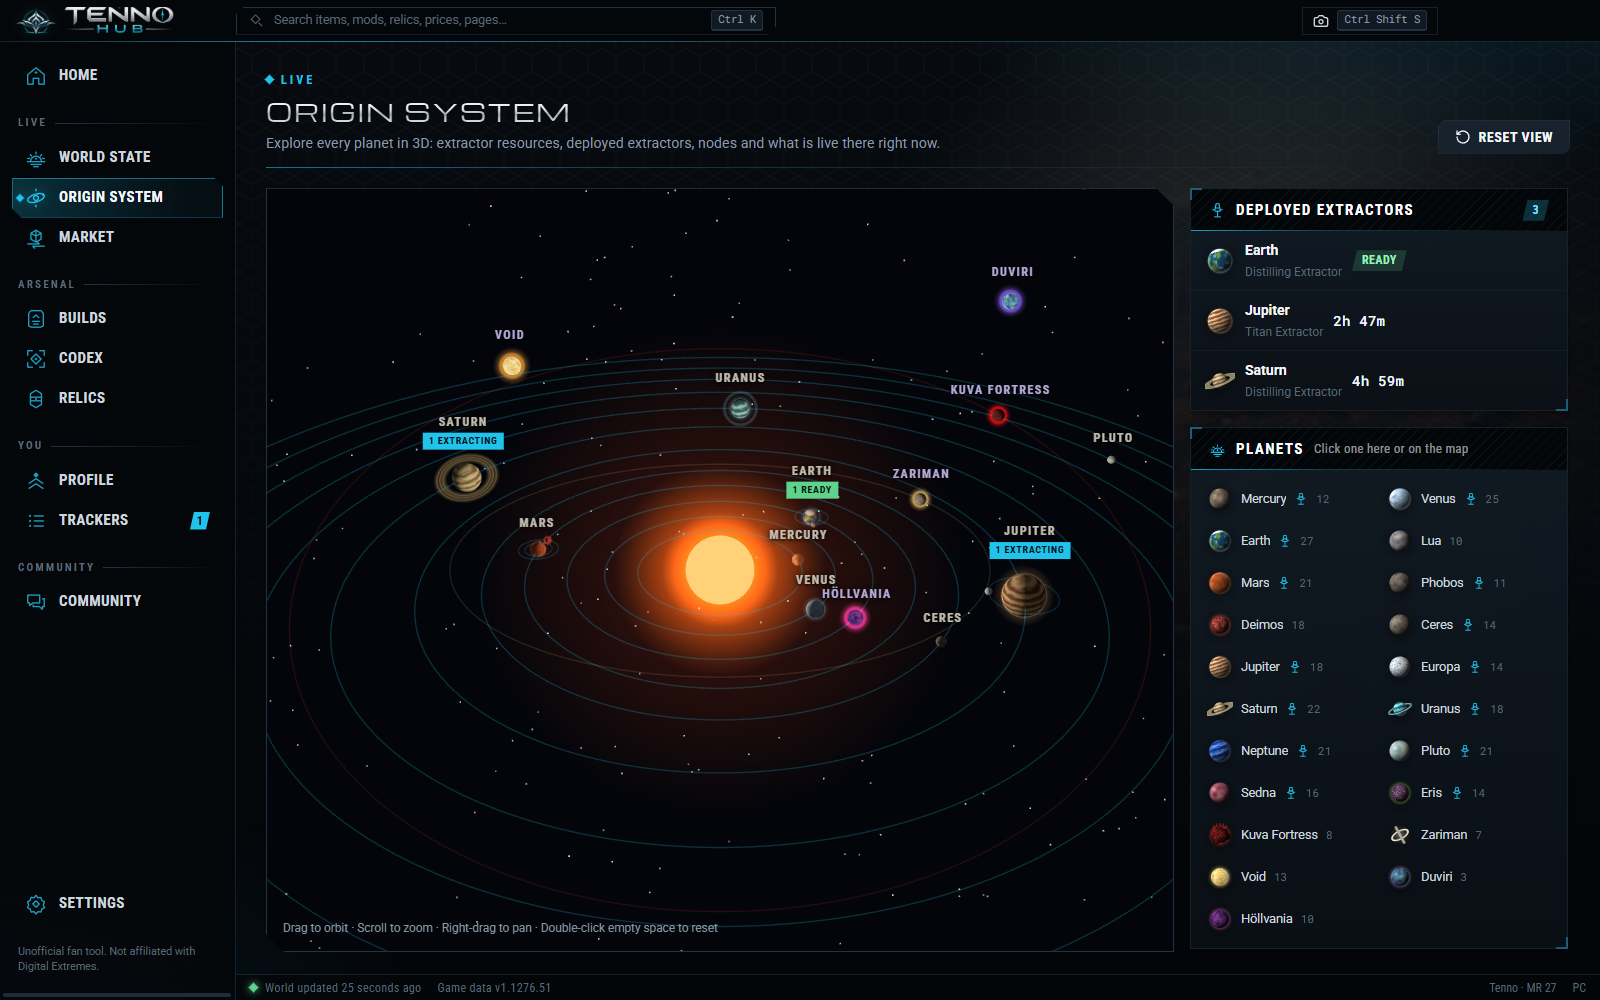 TENNO
HUB
Search items, mods, relics, prices, pages...
Ctrl K
Ctrl Shift S
HOME
LIVE
WORLD STATE
ORIGIN SYSTEM
MARKET
ARSENAL
BUILDS
CODEX
RELICS
YOU
PROFILE
TRACKERS
1
COMMUNITY
COMMUNITY
SETTINGS
Unofficial fan tool. Not affiliated with
Digital Extremes.
LIVE
ORIGIN SYSTEM
Explore every planet in 3D: extractor resources, deployed extractors, nodes and what is live there right now.
RESET VIEW
DUVIRI
VOID
URANUS
KUVA FORTRESS
SATURN
1 EXTRACTING
PLUTO
EARTH
1 READY
ZARIMAN
MARS
MERCURY
JUPITER
1 EXTRACTING
VENUS
HÖLLVANIA
CERES
Drag to orbit · Scroll to zoom · Right-drag to pan · Double-click empty space to reset
DEPLOYED EXTRACTORS
3
Earth
Distilling Extractor
READY
Jupiter
Titan Extractor
2h 47m
Saturn
Distilling Extractor
4h 59m
PLANETS Click one here or on the map
Mercury 12
Venus 25
Earth 27
Lua 10
Mars 21
Phobos 11
Deimos 18
Ceres 14
Jupiter 18
Europa 14
Saturn 22
Uranus 18
Neptune 21
Pluto 21
Sedna 16
Eris 14
Kuva Fortress 8
Zariman 7
Void 13
Duviri 3
Höllvania 10
World updated 25 seconds ago
Game data v1.1276.51
Tenno · MR 27
PC